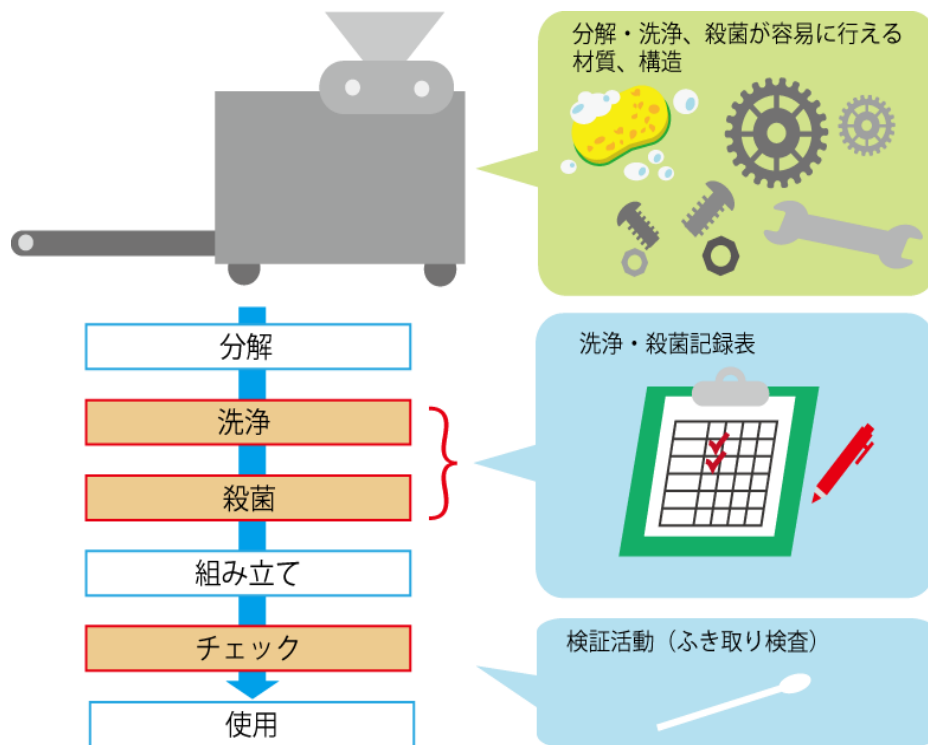 分解・洗浄、殺菌が容易に行える
材質、構造
分解
洗浄
殺菌
組み立て
チェック
使用
洗浄・殺菌記録表
検証活動（ふき取り検査）